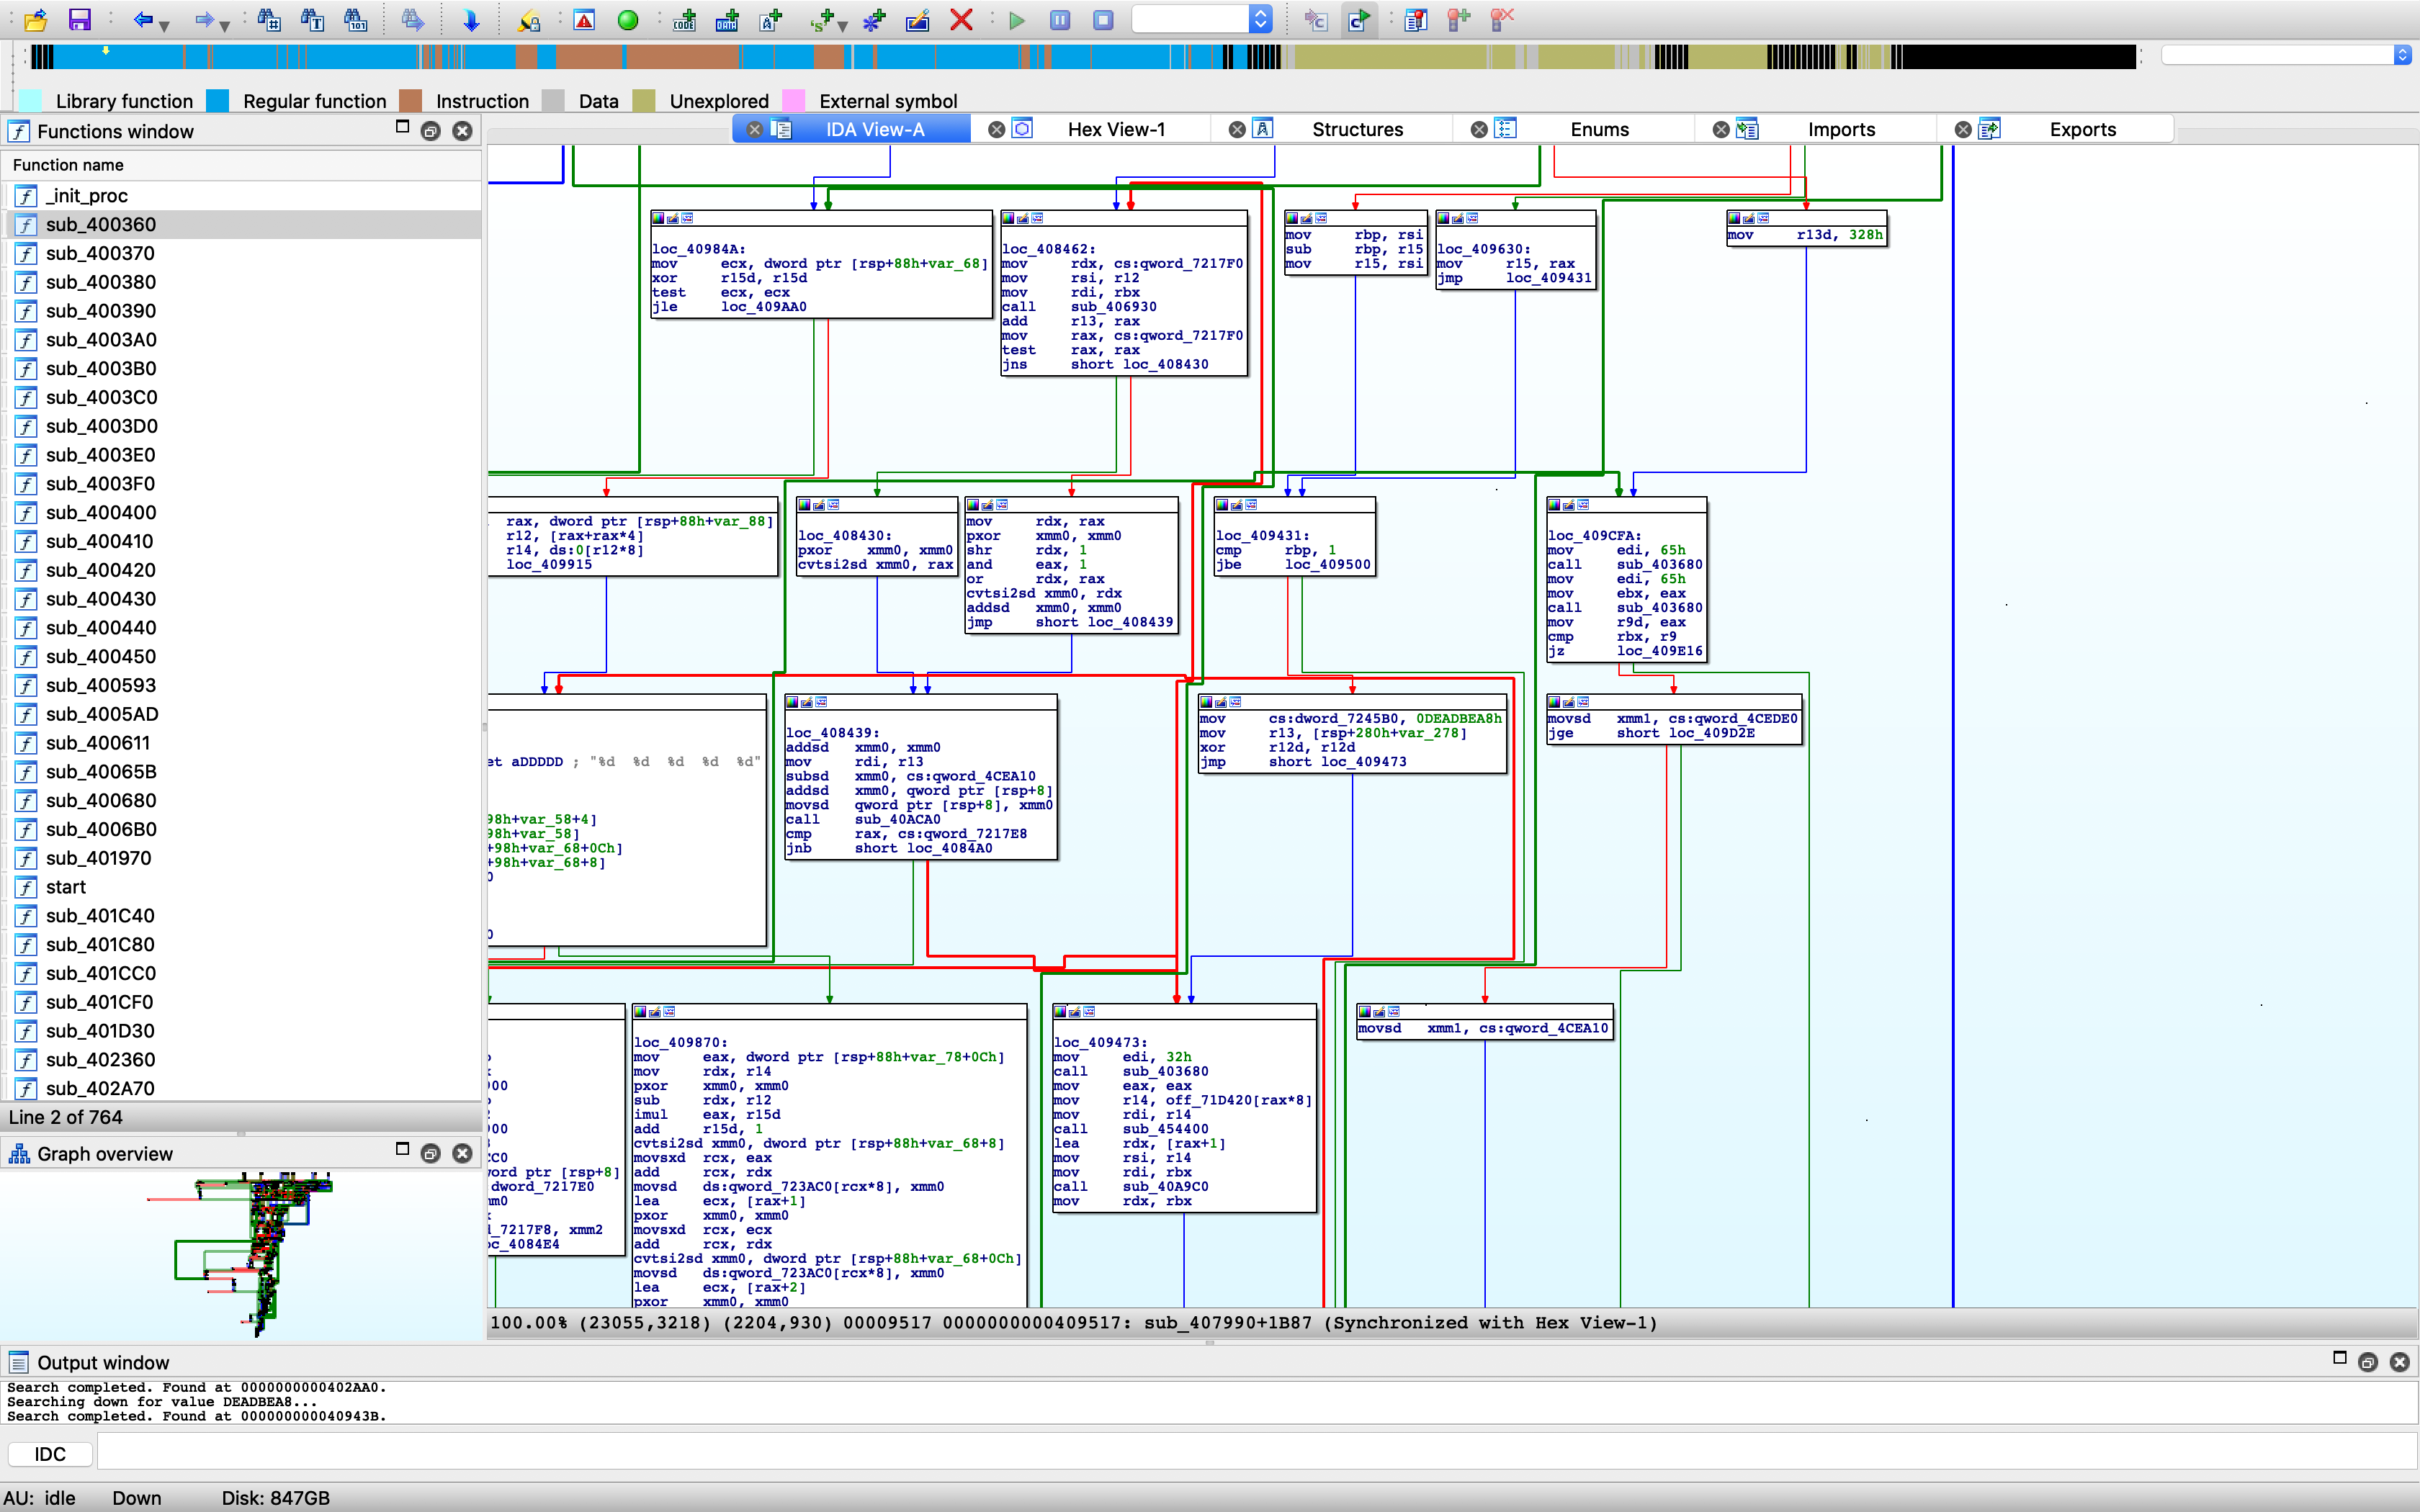 Library function Regular function Instruction Data Unexplored External symbol
Functions window
Function name
_init_proc
sub_400360
sub_400370
sub_400380
sub_400390
sub_4003A0
sub_4003B0
sub_4003C0
sub_4003D0
sub_4003E0
sub_4003F0
sub_400400
sub_400410
sub_400420
sub_400430
sub_400440
sub_400450
sub_400593
sub_4005AD
sub_400611
sub_40065B
sub_400680
sub_4006B0
sub_401970
start
sub_401C40
sub_401C80
sub_401CC0
sub_401CF0
sub_401D30
sub_402360
sub_402A70
Line 2 of 764
Graph overview
IDA View-A Hex View-1 Structures Enums Imports Exports
loc_40984A:
mov ecx, dword ptr [rsp+88h+var_68]
xor r15d, r15d
test ecx, ecx
jle loc_409AA0
loc_408462:
mov rdx, cs:qword_7217F0
mov rsi, r12
mov rdi, rbx
call sub_406930
add r13, rax
mov rax, cs:qword_7217F0
test rax, rax
jns short loc_408430
mov rbp, rsi
sub rbp, r15
mov r15, rsi
loc_409630:
mov r15, rax
jmp loc_409431
mov r13d, 328h
rax, dword ptr [rsp+88h+var_88]
r12, [rax+rax*4]
r14, ds:0[r12*8]
loc_409915
loc_408430:
pxor xmm0, xmm0
cvtsi2sd xmm0, rax
mov rdx, rax
pxor xmm0, xmm0
shr rdx, 1
and eax, 1
or rdx, rax
cvtsi2sd xmm0, rdx
addsd xmm0, xmm0
jmp short loc_408439
loc_409431:
cmp rbp, 1
jbe loc_409500
loc_409CFA:
mov edi, 65h
call sub_403680
mov edi, 65h
mov ebx, eax
call sub_403680
mov r9d, eax
cmp rbx, r9
jz loc_409E16
et aDDDDD ; "%d %d %d %d %d"
98h+var_58+4]
98h+var_58]
+98h+var_68+0Ch]
+98h+var_68+8]
0
0
loc_408439:
addsd xmm0, xmm0
mov rdi, r13
subsd xmm0, cs:qword_4CEA10
addsd xmm0, qword ptr [rsp+8]
movsd qword ptr [rsp+8], xmm0
call sub_40ACA0
cmp rax, cs:qword_7217E8
jnb short loc_4084A0
mov cs:dword_7245B0, 0DEADBEA8h
mov r13, [rsp+280h+var_278]
xor r12d, r12d
jmp short loc_409473
movsd xmm1, cs:qword_4CEDE0
jge short loc_409D2E
00
00
CC0
ord ptr [rsp+8]
dword_7217E0
m0
_7217F8, xmm2
c_4084E4
loc_409870:
mov eax, dword ptr [rsp+88h+var_78+0Ch]
mov rdx, r14
pxor xmm0, xmm0
sub rdx, r12
imul eax, r15d
add r15d, 1
cvtsi2sd xmm0, dword ptr [rsp+88h+var_68+8]
movsxd rcx, eax
add rcx, rdx
movsd ds:qword_723AC0[rcx*8], xmm0
lea ecx, [rax+1]
pxor xmm0, xmm0
movsxd rcx, ecx
add rcx, rdx
cvtsi2sd xmm0, dword ptr [rsp+88h+var_68+0Ch]
movsd ds:qword_723AC0[rcx*8], xmm0
lea ecx, [rax+2]
pxor xmm0, xmm0
loc_409473:
mov edi, 32h
call sub_403680
mov eax, eax
mov r14, off_71D420[rax*8]
mov rdi, r14
call sub_454400
lea rdx, [rax+1]
mov rsi, r14
mov rdi, rbx
call sub_40A9C0
mov rdx, rbx
movsd xmm1, cs:qword_4CEA10
100.00% (23055,3218) (2204,930) 00009517 0000000000409517: sub_407990+1B87 (Synchronized with Hex View-1)
Output window
Search completed. Found at 0000000000402AA0.
Searching down for value DEADBEA8...
Search completed. Found at 000000000040943B.
IDC
AU: idle Down Disk: 847GB